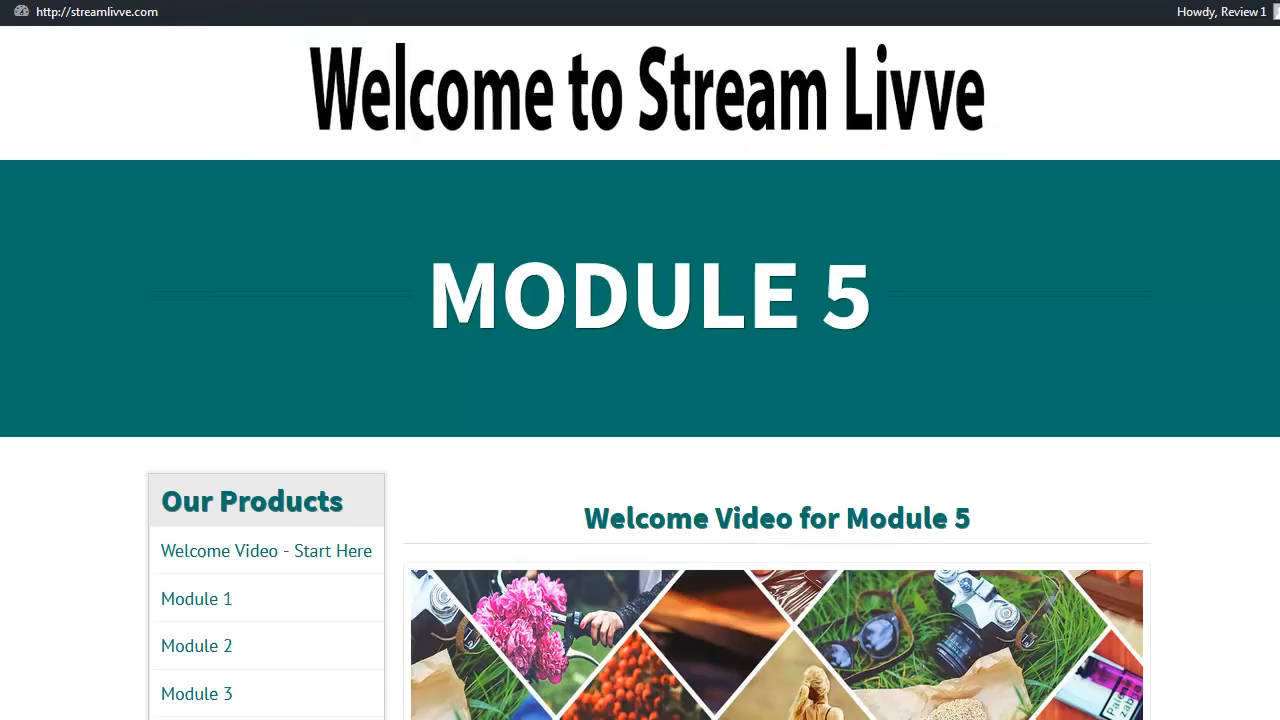 http://streamlivve.com
Howdy, Review 1
Welcome to Stream Livve
MODULE 5
Our Products
Welcome Video - Start Here
Module 1
Module 2
Module 3
Welcome Video for Module 5